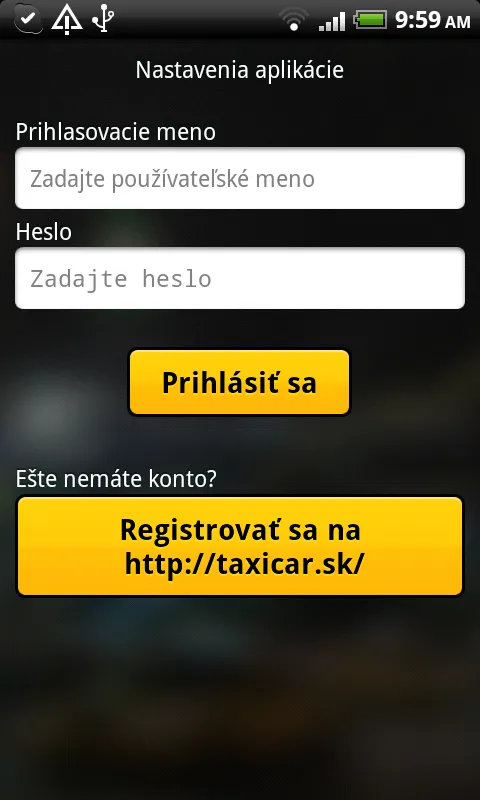 9:59 AM
Nastavenia aplikácie
Prihlasovacie meno
Zadajte používateľské meno
Heslo
Zadajte heslo
Prihlásiť sa
Ešte nemáte konto?
Registrovať sa na
http://taxicar.sk/